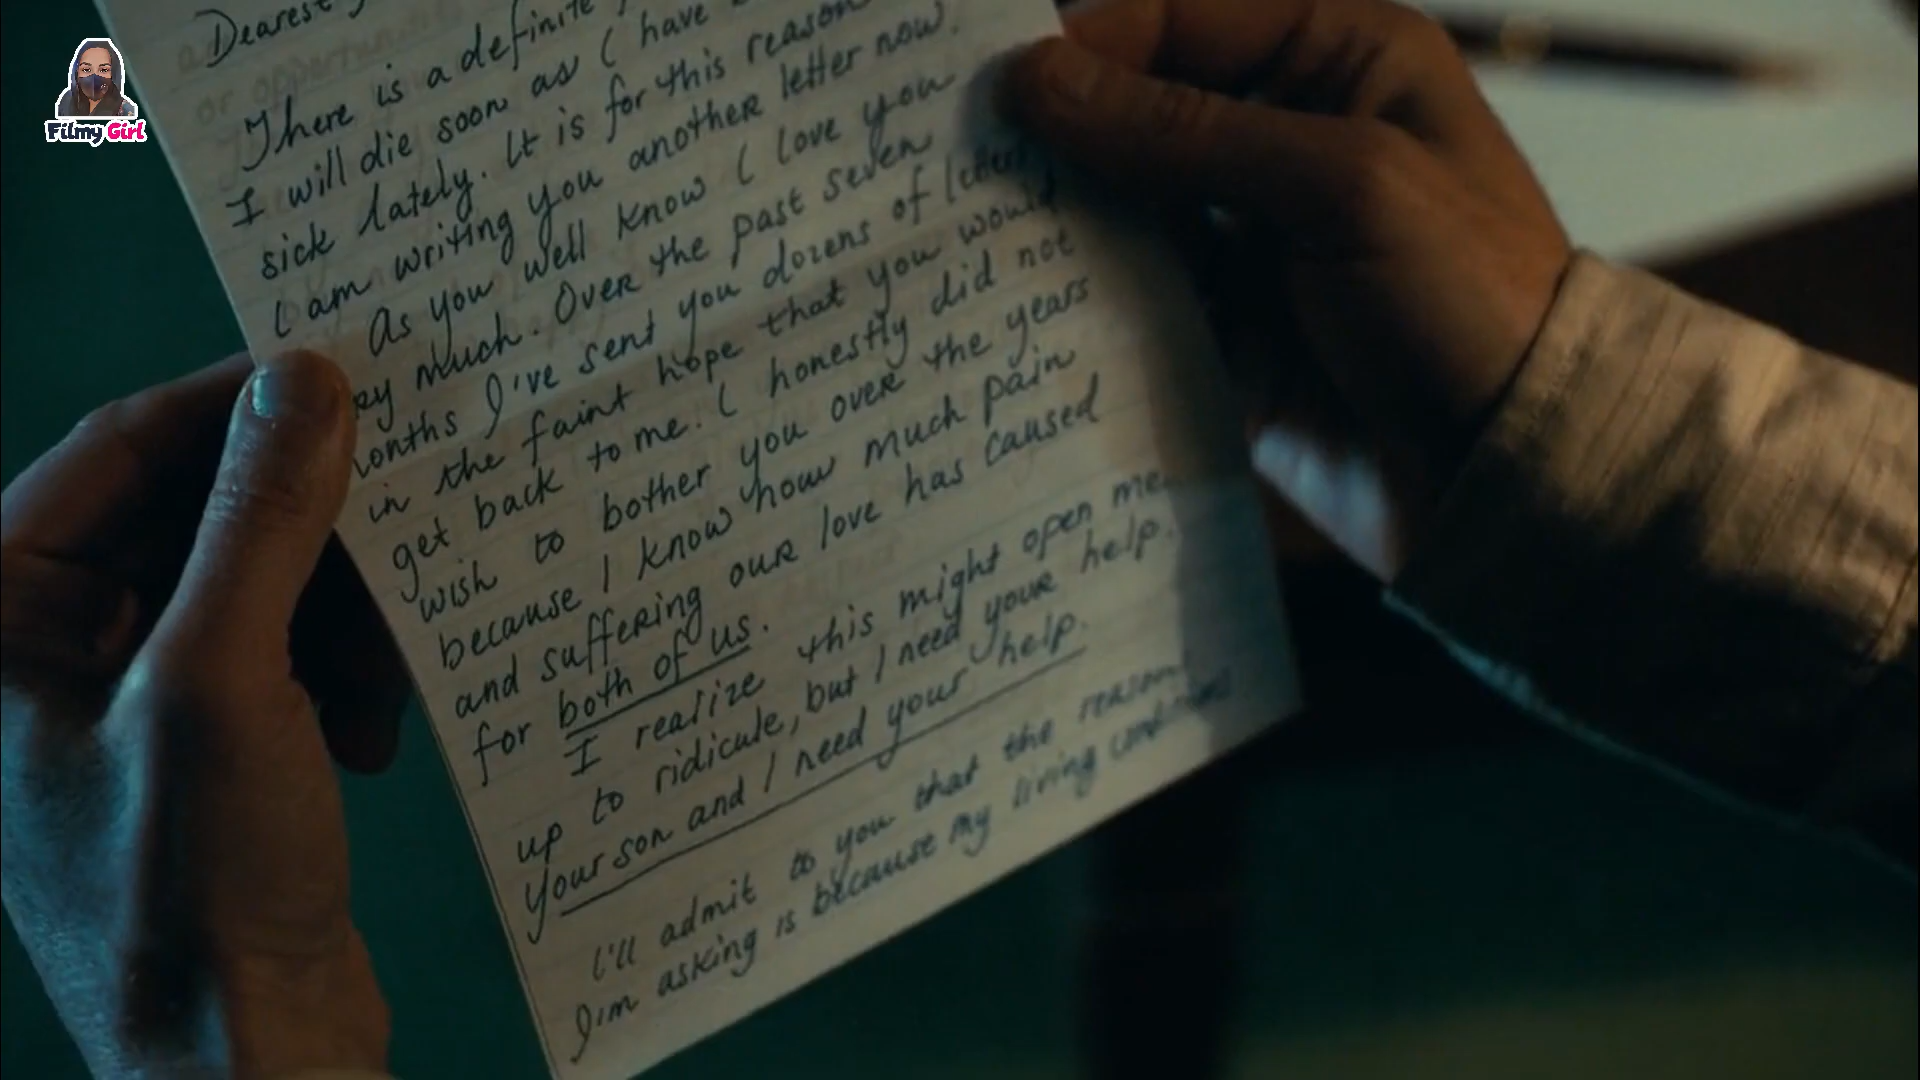 Filmy Girl
Dearest
There is a definite
I will die soon as I have
sick lately. It is for this reason
I am writing you another letter now.
As you well know I love you
much. Over the past seven
months I've sent you dozens of letters
in the faint hope that you would
get back to me. I honestly did not
wish to bother you over the years
because I know how much pain
and suffering our love has caused
for both of us.
I realize this might open me
up to ridicule, but I need your help.
Your son and I need your help.
I'll admit to you that the reason
I'm asking is because my living